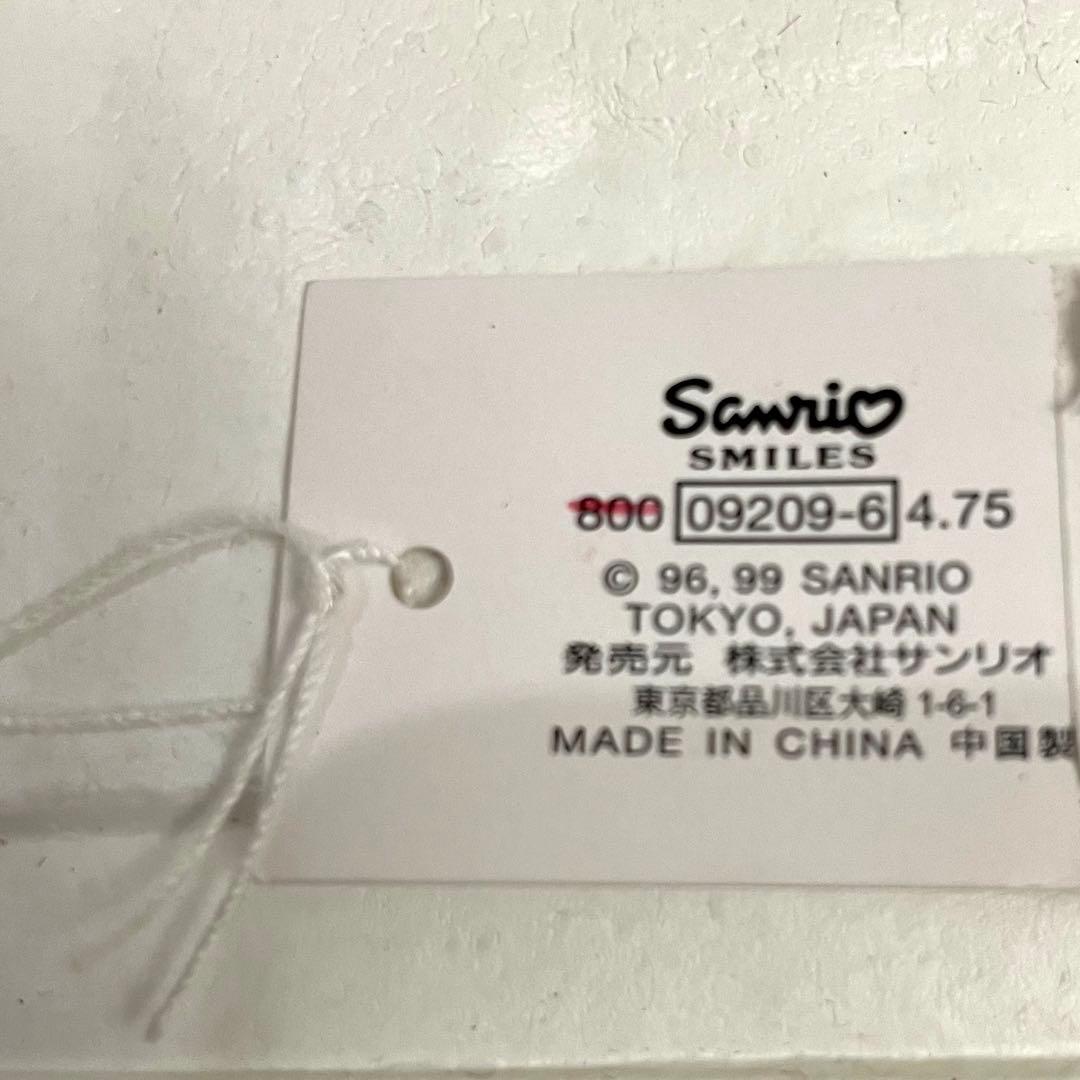 Sanrio
SMILES
800 09209-6 4.75
© 96, 99 SANRIO
TOKYO, JAPAN
発売元 株式会社サンリオ
東京都品川区大崎 1-6-1
MADE IN CHINA 中国製